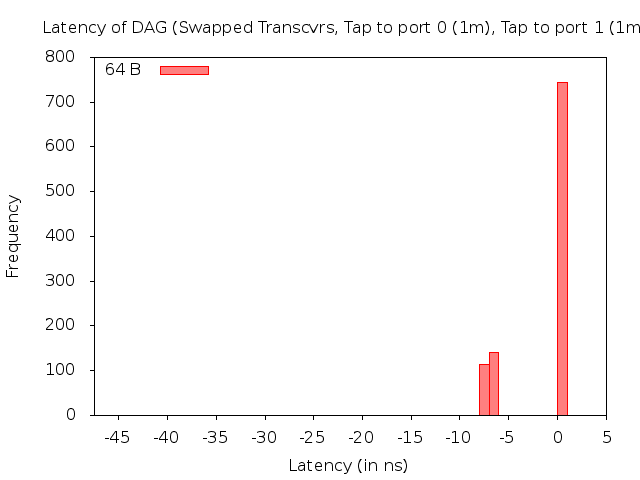 Latency of DAG (Swapped Transcvrs, Tap to port 0 (1m), Tap to port 1 (1m
800
700
600
500
400
300
200
100
0
64 B
Frequency
-45 -40 -35 -30 -25 -20 -15 -10 -5 0 5
Latency (in ns)